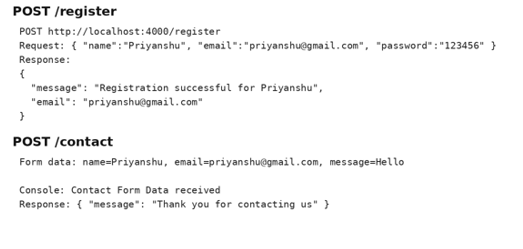 POST /register
POST http://localhost:4000/register
Request: { "name":"Priyanshu", "email":"priyanshu@gmail.com", "password":"123456" }
Response:
{
"message": "Registration successful for Priyanshu",
"email": "priyanshu@gmail.com"
}
POST /contact
Form data: name=Priyanshu, email=priyanshu@gmail.com, message=Hello
Console: Contact Form Data received
Response: { "message": "Thank you for contacting us" }